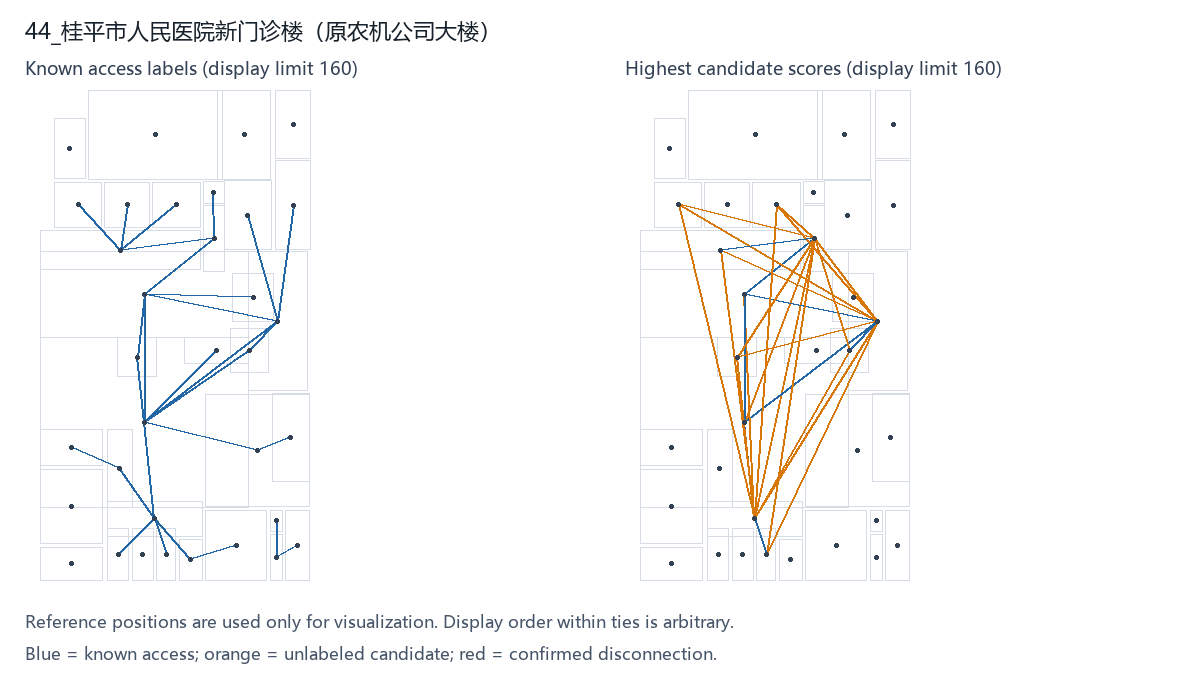 44_桂平市人民医院新门诊楼（原农机公司大楼）
Known access labels (display limit 160)
Highest candidate scores (display limit 160)
Reference positions are used only for visualization. Display order within ties is arbitrary.
Blue = known access; orange = unlabeled candidate; red = confirmed disconnection.